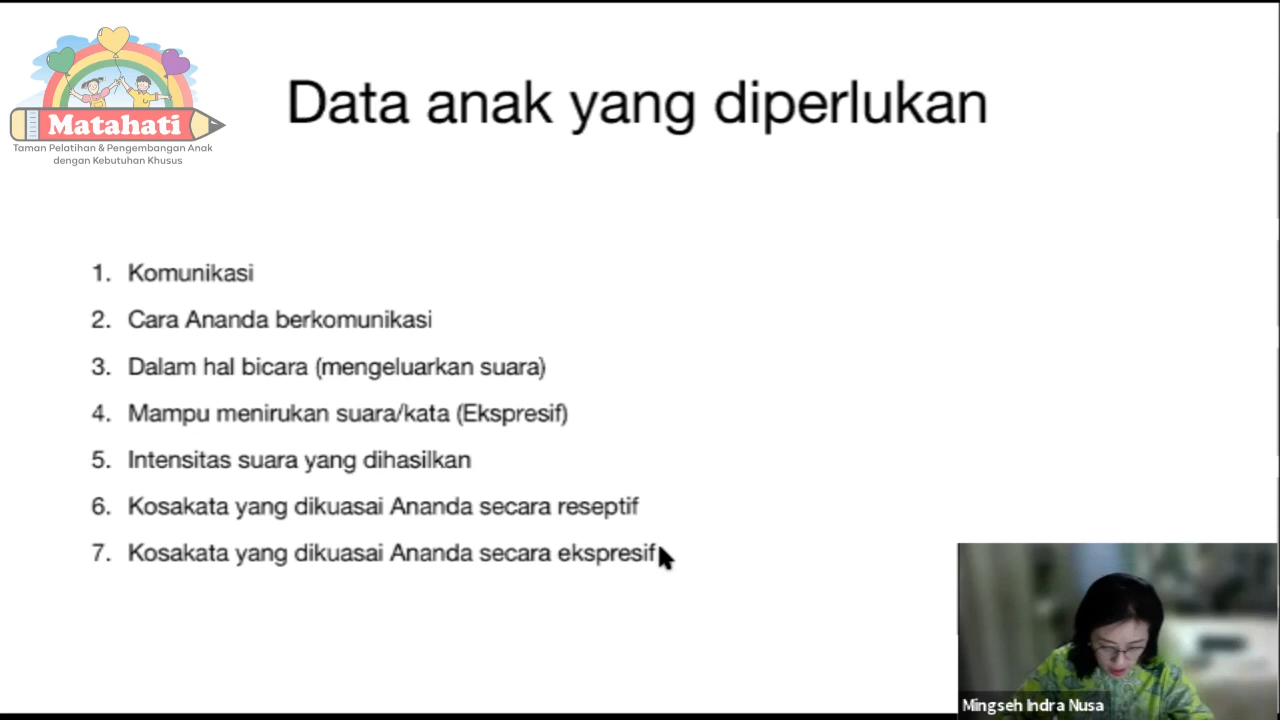 Matahati
Taman Pelatihan & Pengembangan Anak
dengan Kebutuhan Khusus
Data anak yang diperlukan
1. Komunikasi
2. Cara Ananda berkomunikasi
3. Dalam hal bicara (mengeluarkan suara)
4. Mampu menirukan suara/kata (Ekspresif)
5. Intensitas suara yang dihasilkan
6. Kosakata yang dikuasai Ananda secara reseptif
7. Kosakata yang dikuasai Ananda secara ekspresif
Mingseh Indra Nusa